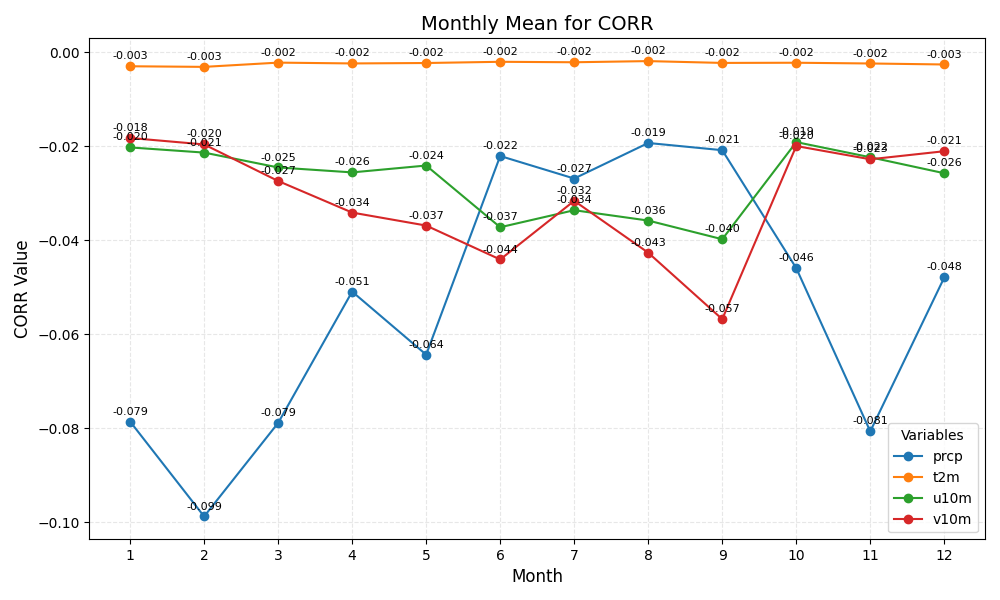 Monthly Mean for CORR
CORR Value
0.00
−0.02
−0.04
−0.06
−0.08
−0.10
-0.003 -0.003 -0.002 -0.002 -0.002 -0.002 -0.002 -0.002 -0.002 -0.002 -0.002 -0.003
-0.018 -0.020 -0.027 -0.034 -0.037 -0.044 -0.032 -0.043 -0.057 -0.020 -0.023 -0.021
-0.020 -0.021 -0.025 -0.026 -0.024 -0.037 -0.034 -0.036 -0.040 -0.019 -0.022 -0.026
-0.079 -0.099 -0.079 -0.051 -0.064 -0.022 -0.027 -0.019 -0.021 -0.046 -0.081 -0.048
Variables
prcp
t2m
u10m
v10m
1 2 3 4 5 6 7 8 9 10 11 12
Month